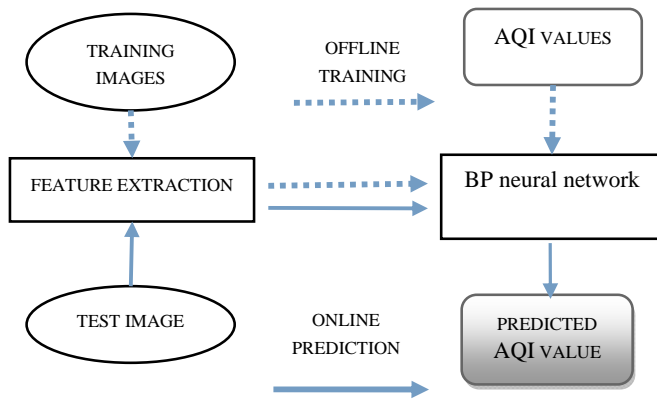 TRAINING
IMAGES
OFFLINE
TRAINING
AQI VALUES
FEATURE EXTRACTION
BP neural network
TEST IMAGE
ONLINE
PREDICTION
PREDICTED
AQI VALUE